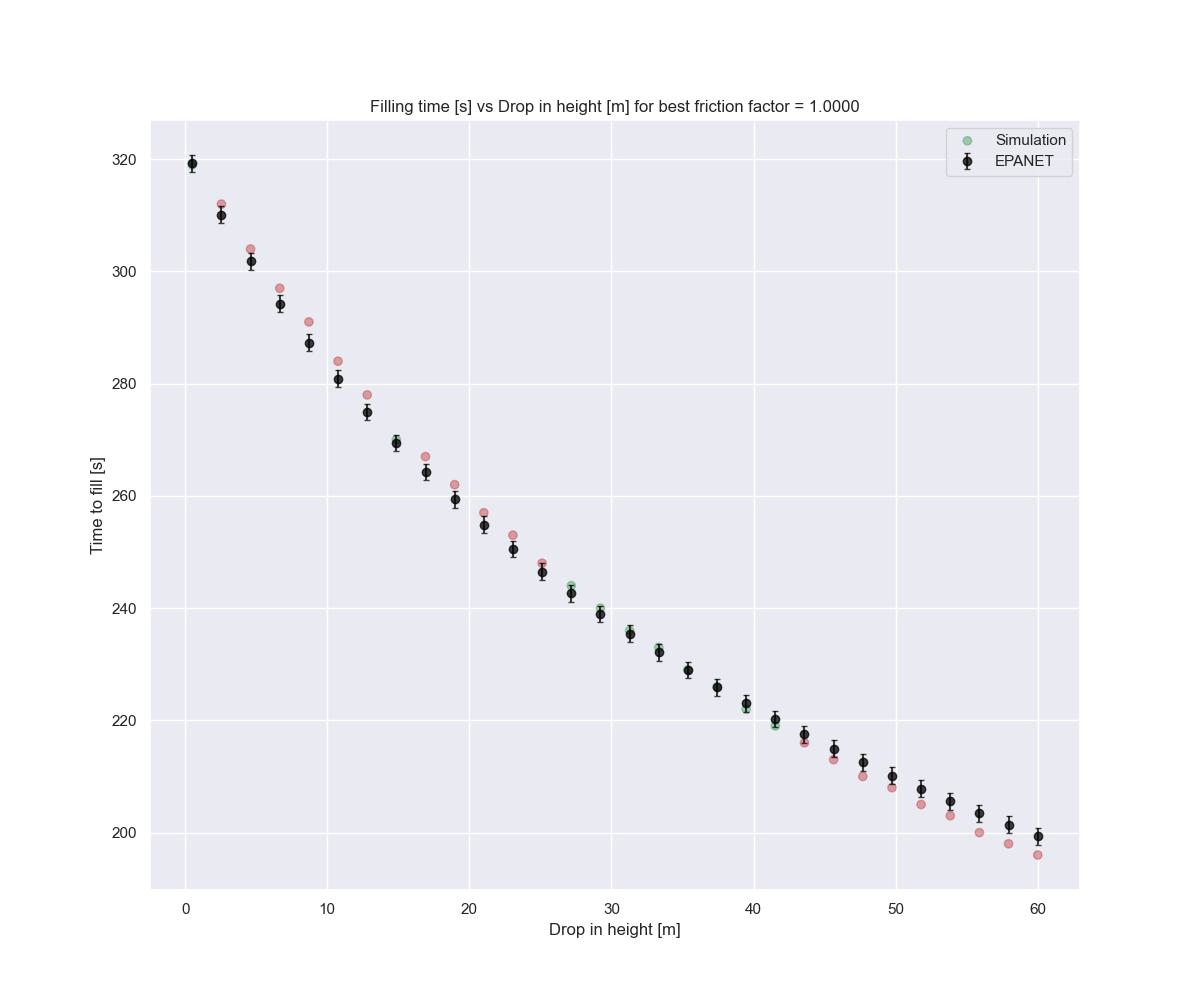 Filling time [s] vs Drop in height [m] for best friction factor = 1.0000
Simulation
EPANET
320
300
280
260
240
220
200
Time to fill [s]
0 10 20 30 40 50 60
Drop in height [m]